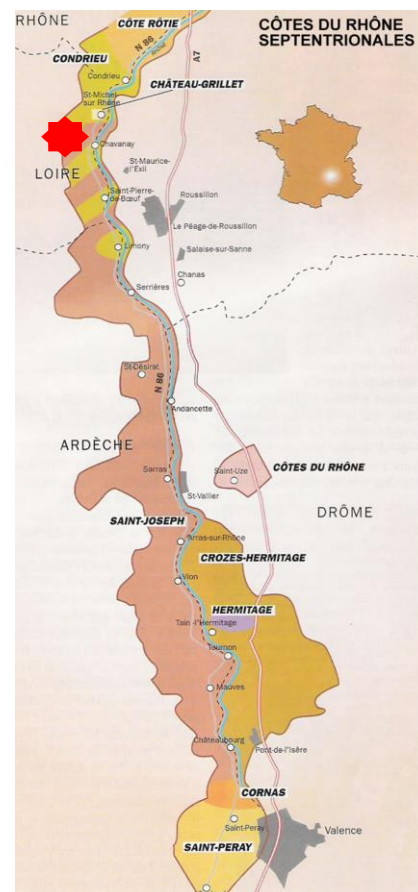 RHÔNE
CÔTE RÔTIE
CÔTES DU RHÔNE
SEPTENTRIONALES
N 86
A7
CONDRIEU
Condrieu
CHÂTEAU-GRILLET
St-Michel
sur Rhône
Chavanay
St-Maurice-
l'Exil
LOIRE
Saint-Pierre-
de-Bœuf
Roussillon
Le Péage-de-Roussillon
Limony
Salaise-sur-Sanne
Chanas
Serrières
St-Désirat
N 86
Andancette
ARDÈCHE
Sarras
Saint-Uze
CÔTES DU RHÔNE
St-Vallier
DRÔME
SAINT-JOSEPH
Arras-sur-Rhône
CROZES-HERMITAGE
Vion
HERMITAGE
Tain -l'Hermitage
Tournon
Mauves
Châteaubourg
Pont-de-l'Isère
CORNAS
Saint-Peray
Valence
SAINT-PERAY